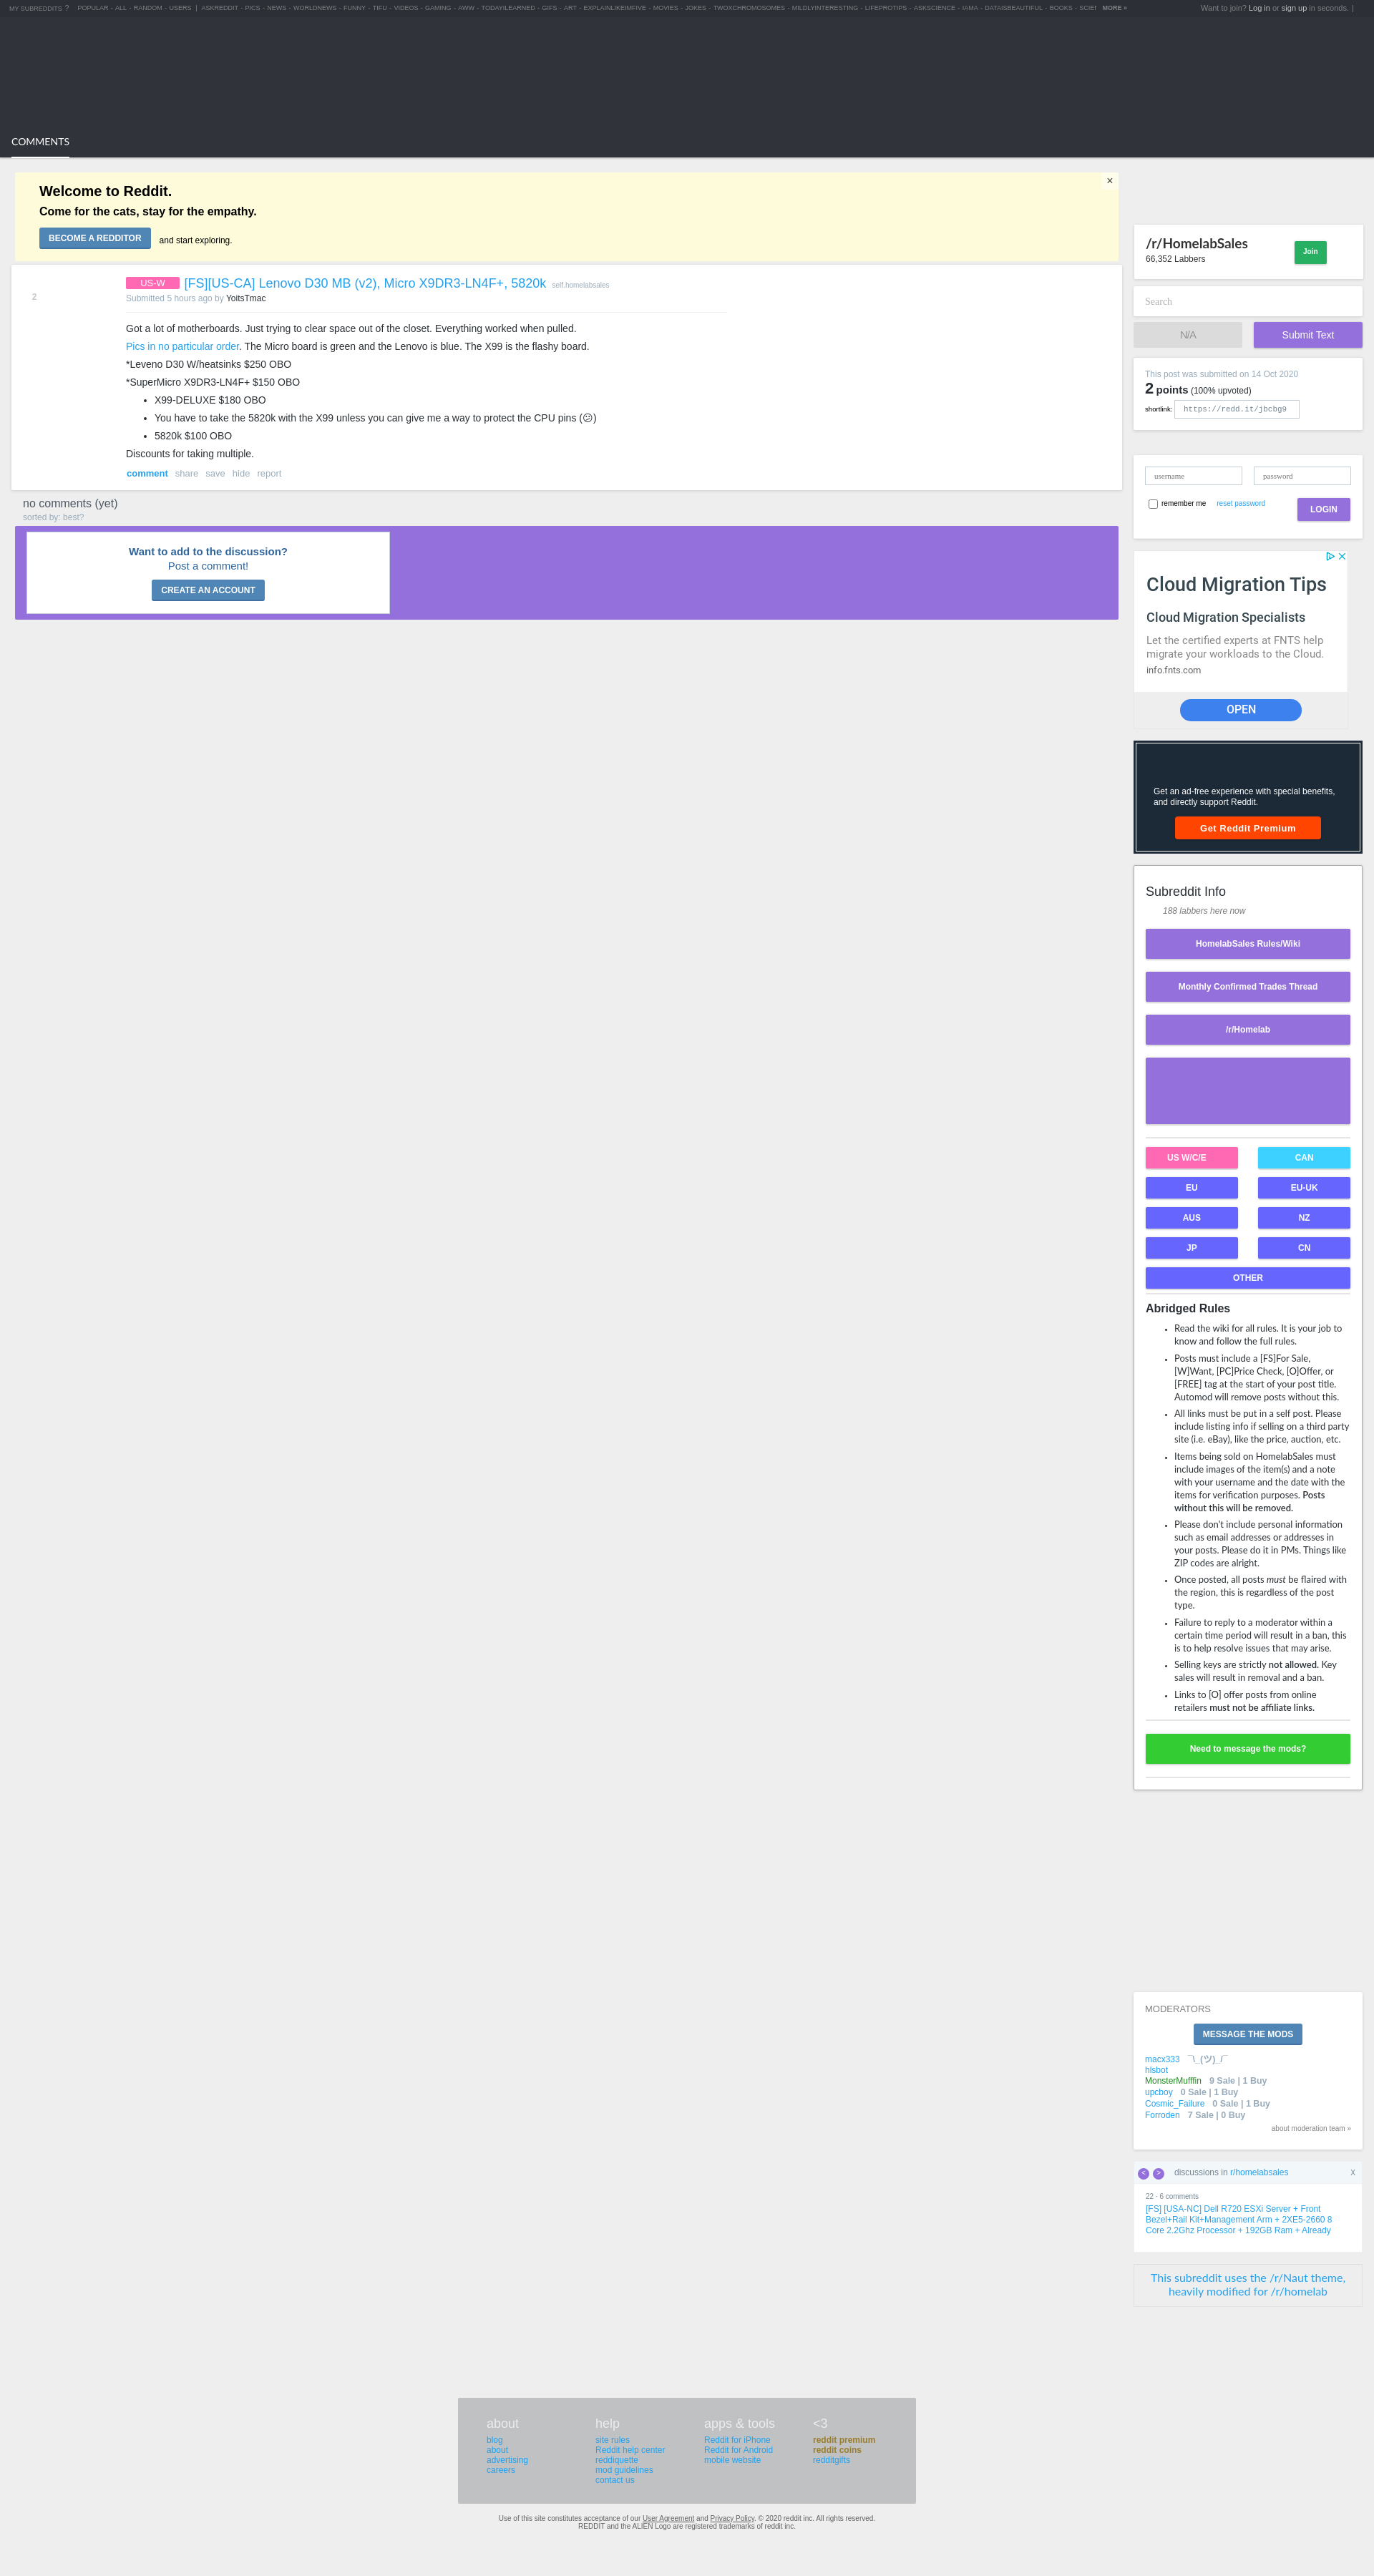 MY SUBREDDITS ? POPULAR - ALL - RANDOM - USERS | ASKREDDIT - PICS - NEWS - WORLDNEWS - FUNNY - TIFU - VIDEOS - GAMING - AWW - TODAYILEARNED - GIFS - ART - EXPLAINLIKEIMFIVE - MOVIES - JOKES - TWOXCHROMOSOMES - MILDLYINTERESTING - LIFEPROTIPS - ASKSCIENCE - IAMA - DATAISBEAUTIFUL - BOOKS - MORE » Want to join? Log in or sign up in seconds. |
COMMENTS
Welcome to Reddit.
Come for the cats, stay for the empathy.
BECOME A REDDITOR and start exploring.
×
2
US-W [FS][US-CA] Lenovo D30 MB (v2), Micro X9DR3-LN4F+, 5820k self.homelabsales
Submitted 5 hours ago by YoitsTmac
Got a lot of motherboards. Just trying to clear space out of the closet. Everything worked when pulled.
Pics in no particular order. The Micro board is green and the Lenovo is blue. The X99 is the flashy board.
*Leveno D30 W/heatsinks $250 OBO
*SuperMicro X9DR3-LN4F+ $150 OBO
• X99-DELUXE $180 OBO
• You have to take the 5820k with the X99 unless you can give me a way to protect the CPU pins (😕)
• 5820k $100 OBO
Discounts for taking multiple.
comment share save hide report
no comments (yet)
sorted by: best?
Want to add to the discussion?
Post a comment!
CREATE AN ACCOUNT
/r/HomelabSales
66,352 Labbers
Join
Search
N/A
Submit Text
This post was submitted on 14 Oct 2020
2 points (100% upvoted)
shortlink: https://redd.it/jbcbg9
username
password
remember me reset password
LOGIN
Cloud Migration Tips
Cloud Migration Specialists
Let the certified experts at FNTS help
migrate your workloads to the Cloud.
info.fnts.com
OPEN
Get an ad-free experience with special benefits,
and directly support Reddit.
Get Reddit Premium
Subreddit Info
188 labbers here now
HomelabSales Rules/Wiki
Monthly Confirmed Trades Thread
/r/Homelab
US W/C/E
CAN
EU
EU-UK
AUS
NZ
JP
CN
OTHER
Abridged Rules
• Read the wiki for all rules. It is your job to
know and follow the full rules.
• Posts must include a [FS]For Sale,
[W]Want, [PC]Price Check, [O]Offer, or
[FREE] tag at the start of your post title.
Automod will remove posts without this.
• All links must be put in a self post. Please
include listing info if selling on a third party
site (i.e. eBay), like the price, auction, etc.
• Items being sold on HomelabSales must
include images of the item(s) and a note
with your username and the date with the
items for verification purposes. Posts
without this will be removed.
• Please don't include personal information
such as email addresses or addresses in
your posts. Please do it in PMs. Things like
ZIP codes are alright.
• Once posted, all posts must be flaired with
the region, this is regardless of the post
type.
• Failure to reply to a moderator within a
certain time period will result in a ban, this
is to help resolve issues that may arise.
• Selling keys are strictly not allowed. Key
sales will result in removal and a ban.
• Links to [O] offer posts from online
retailers must not be affiliate links.
Need to message the mods?
MODERATORS
MESSAGE THE MODS
macx333 ¯\_(ツ)_/¯
hlsbot
MonsterMufffin 9 Sale | 1 Buy
upcboy 0 Sale | 1 Buy
Cosmic_Failure 0 Sale | 1 Buy
Forroden 7 Sale | 0 Buy
about moderation team »
< > discussions in r/homelabsales X
22 · 6 comments
[FS] [USA-NC] Dell R720 ESXi Server + Front
Bezel+Rail Kit+Management Arm + 2XE5-2660 8
Core 2.2Ghz Processor + 192GB Ram + Already
This subreddit uses the /r/Naut theme,
heavily modified for /r/homelab
about
blog
about
advertising
careers
help
site rules
Reddit help center
reddiquette
mod guidelines
contact us
apps & tools
Reddit for iPhone
Reddit for Android
mobile website
<3
reddit premium
reddit coins
redditgifts
Use of this site constitutes acceptance of our User Agreement and Privacy Policy. © 2020 reddit inc. All rights reserved.
REDDIT and the ALIEN Logo are registered trademarks of reddit inc.